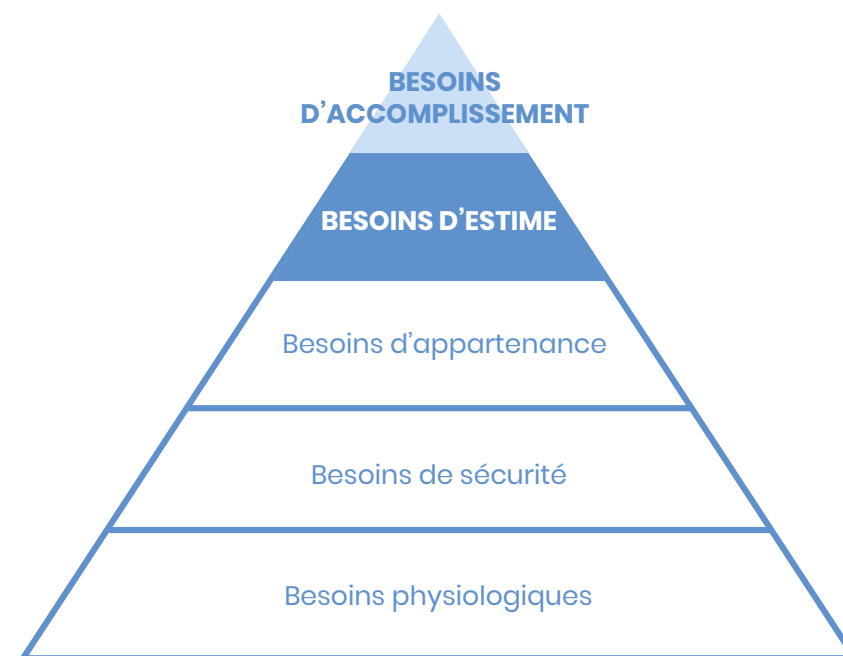 BESOINS
D’ACCOMPLISSEMENT
BESOINS D’ESTIME
Besoins d’appartenance
Besoins de sécurité
Besoins physiologiques